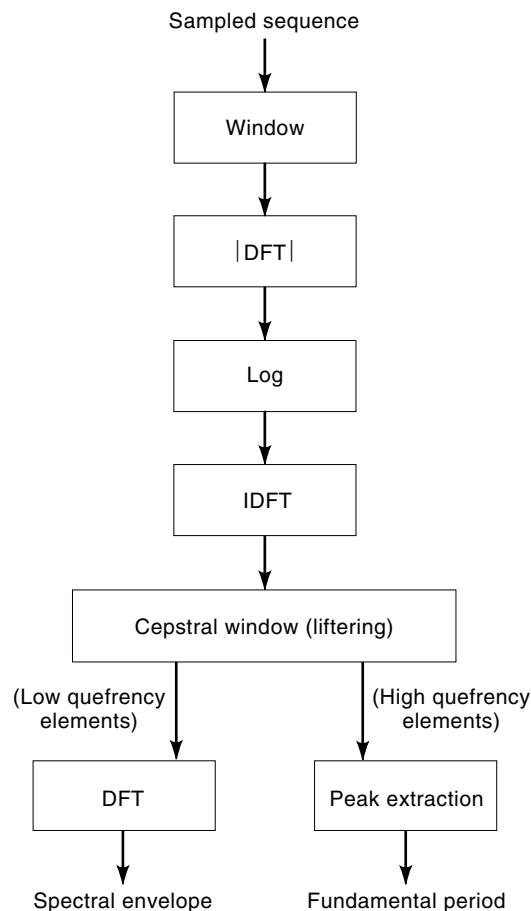 Sampled sequence
Window
|DFT|
Log
IDFT
Cepstral window (liftering)
(Low quefrency
elements)
(High quefrency
elements)
DFT
Peak extraction
Spectral envelope
Fundamental period